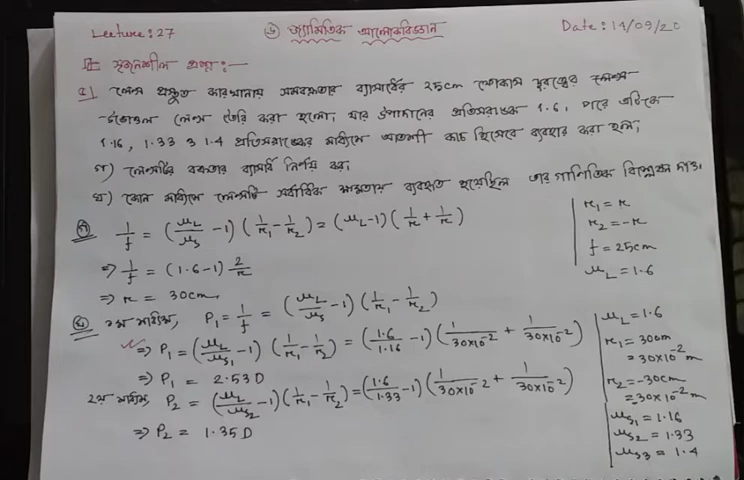 Lecture: 27
৬ জ্যামিতিক আলোকবিজ্ঞান
Date: 14/09/20
সৃজনশীল প্রশ্ন :—
২। লেন্স প্রস্তুত কারখানায় সমবক্রতার ব্যাসার্ধের 25cm ফোকাস দূরত্বের লেন্স
উভোত্তল লেন্স তৈরি করা হলো, যার উপাদানের প্রতিসরাঙ্ক 1.6, পরে এটিকে
1.16, 1.33 ও 1.4 প্রতিসরাঙ্কের মাধ্যমে আতশী কাচ হিসেবে ব্যবহার করা হল,
গ) লেন্সটির বক্রতার ব্যাসার্ধ নির্ণয় কর,
ঘ) কোন মাধ্যমে লেন্সটি সর্বাধিক ক্ষমতায় ব্যবহৃত হয়েছিল তার গাণিতিক বিশ্লেষণ দাও।
গ) 1/f = (μL/μs −1) (1/r1 − 1/r2) = (μL−1) (1/r + 1/r)
⇒ 1/f = (1.6−1) 2/r
⇒ r = 30cm,
r1 = r
r2 = −r
f = 25cm
μL = 1.6
ঘ) ১ম মাধ্যম, P1 = 1/f = (μL/μs −1) (1/r1 − 1/r2)
⇒ P1 = (μL/μs1 −1) (1/r1 − 1/r2) = (1.6/1.16 −1) (1/30×10^-2 + 1/30×10^-2)
⇒ P1 = 2.53D
২য় মাধ্যম, P2 = (μL/μs2 −1) (1/r1 − 1/r2) = (1.6/1.33 −1) (1/30×10^-2 + 1/30×10^-2)
⇒ P2 = 1.35D
μL = 1.6
r1 = 30cm
= 30×10^-2 m
r2 = −30cm
= 30×10^-2 m
μs1 = 1.16
μs2 = 1.33
μs3 = 1.4